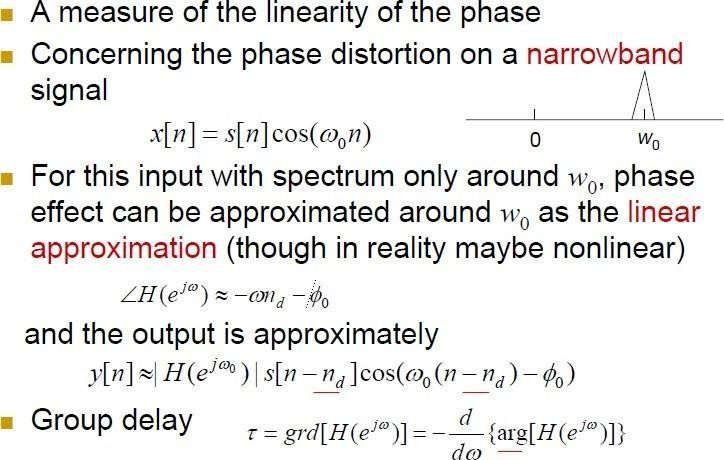 A measure of the linearity of the phase
Concerning the phase distortion on a narrowband
signal
x[n] = s[n]cos(ω₀n)
0 w₀
For this input with spectrum only around w₀, phase
effect can be approximated around w₀ as the linear
approximation (though in reality maybe nonlinear)
∠H(e^{jω}) ≈ −ωn_d − ϕ₀
and the output is approximately
y[n] ≈| H(e^{jω₀}) | s[n − n_d]cos(ω₀(n − n_d) − ϕ₀)
Group delay τ = grd[H(e^{jω})] = − d/dω {arg[H(e^{jω})]}